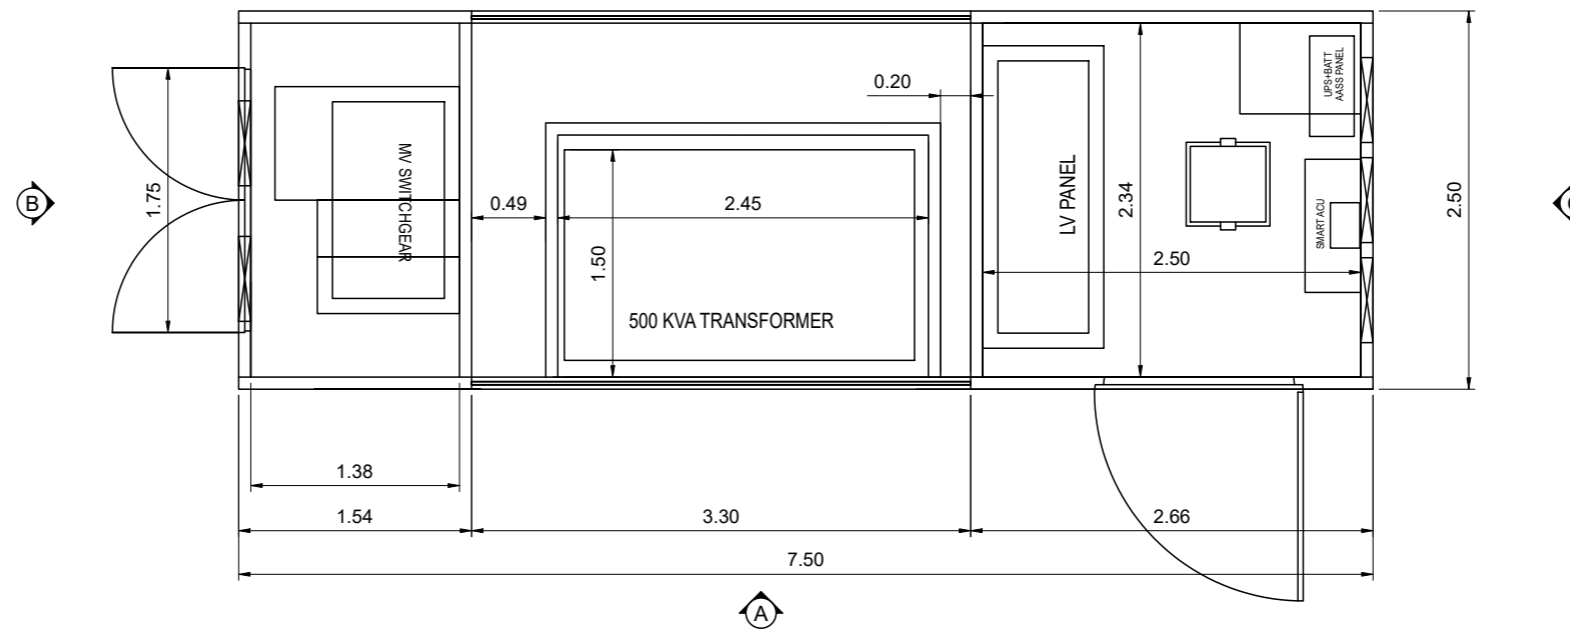 UPS+BATT
AASS PANEL
0.20
MV SWITCHGEAR
LV PANEL
B
1.75
0.49
2.45
2.34
SMART ACU
2.50
2.50
1.50
500 KVA TRANSFORMER
1.38
1.54
3.30
2.66
7.50
A